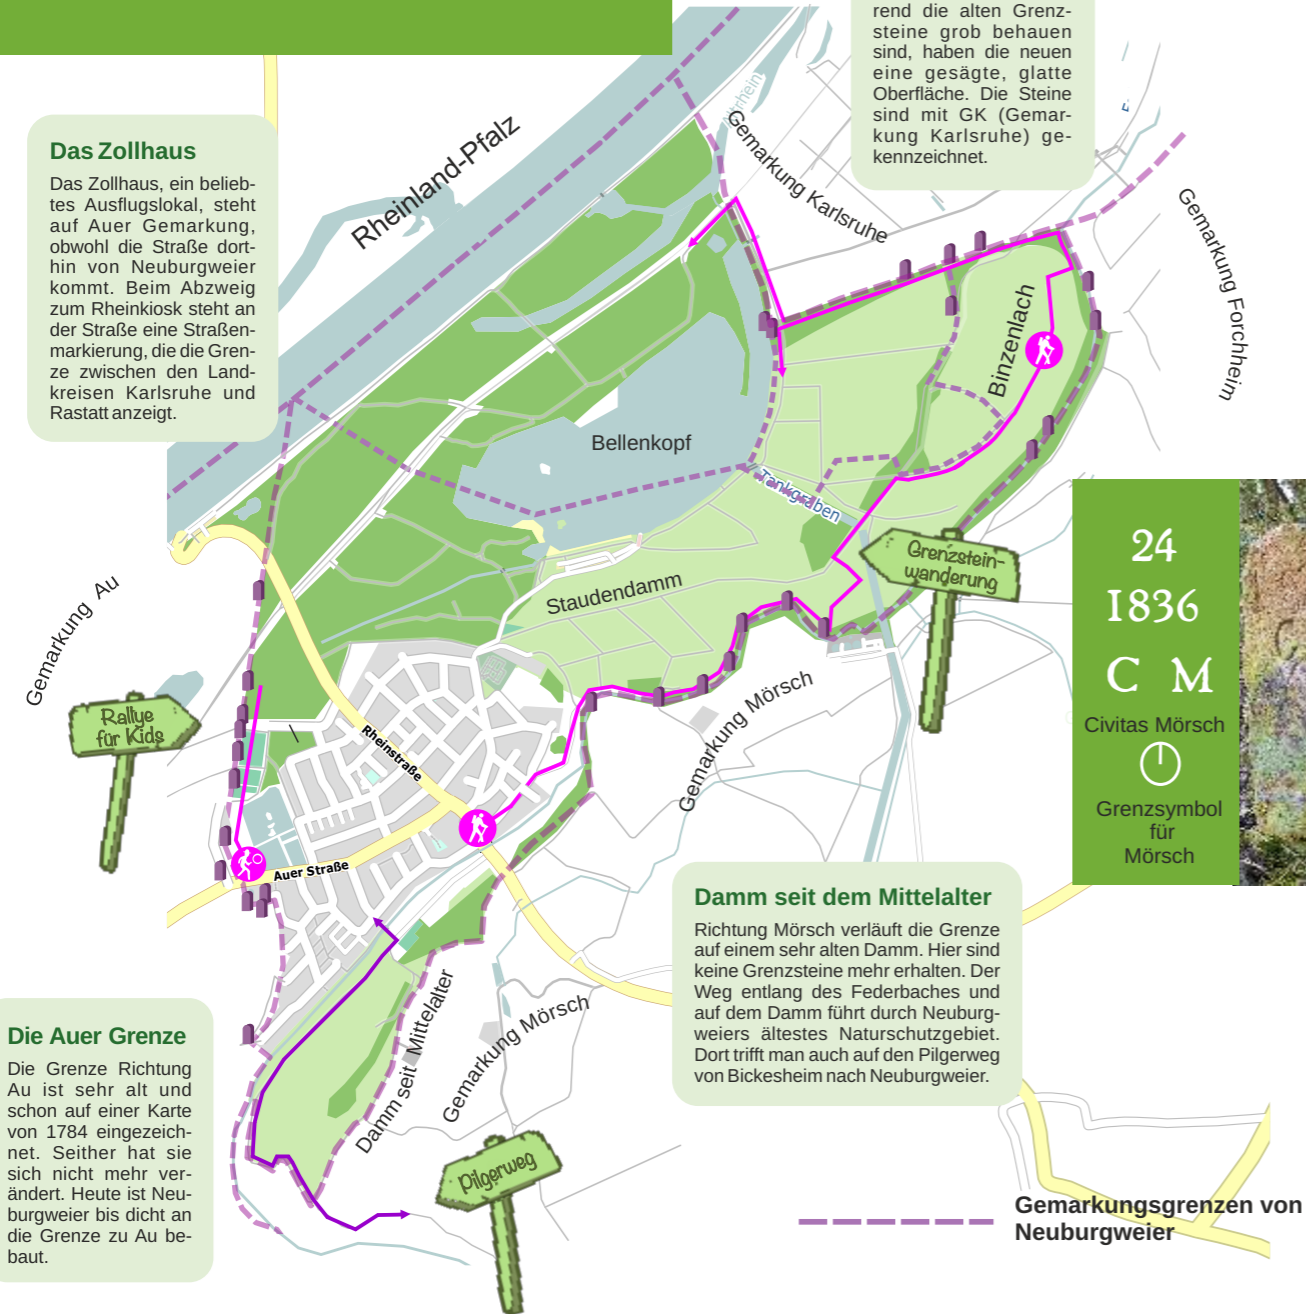 rend die alten Grenz-
steine grob behauen
sind, haben die neuen
eine gesägte, glatte
Oberfläche. Die Steine
sind mit GK (Gemar-
kung Karlsruhe) ge-
kennzeichnet.
Das Zollhaus
Das Zollhaus, ein belieb-
tes Ausflugslokal, steht
auf Auer Gemarkung,
obwohl die Straße dort-
hin von Neuburgweier
kommt. Beim Abzweig
zum Rheinkiosk steht an
der Straße eine Straßen-
markierung, die die Gren-
ze zwischen den Land-
kreisen Karlsruhe und
Rastatt anzeigt.
Rheinland-Pfalz
Gemarkung Karlsruhe
Gemarkung Forchheim
Binzenlach
Bellenkopf
Tankgraben
Grenzstein-
wanderung
Staudendamm
Gemarkung Au
Rallye
für Kids
Rheinstraße
Gemarkung Mörsch
Auer Straße
24
1836
C M
Civitas Mörsch
Grenzsymbol
für
Mörsch
Damm seit dem Mittelalter
Richtung Mörsch verläuft die Grenze
auf einem sehr alten Damm. Hier sind
keine Grenzsteine mehr erhalten. Der
Weg entlang des Federbaches und
auf dem Damm führt durch Neuburg-
weiers ältestes Naturschutzgebiet.
Dort trifft man auch auf den Pilgerweg
von Bickesheim nach Neuburgweier.
Die Auer Grenze
Die Grenze Richtung
Au ist sehr alt und
schon auf einer Karte
von 1784 eingezeich-
net. Seither hat sie
sich nicht mehr ver-
ändert. Heute ist Neu-
burgweier bis dicht an
die Grenze zu Au be-
baut.
Damm seit Mittelalter
Gemarkung Mörsch
Pilgerweg
Gemarkungsgrenzen von
Neuburgweier